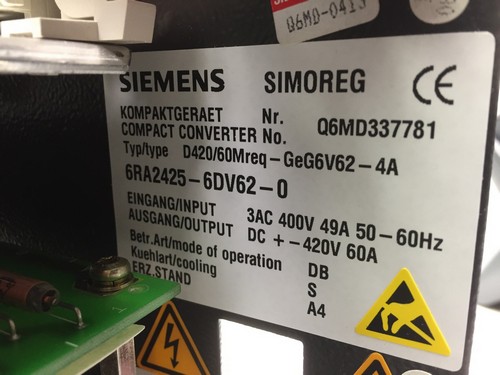 Q6MD-0413
SIEMENS SIMOREG CE
KOMPAKTGERAET Nr.
COMPACT CONVERTER No. Q6MD337781
Typ/type D420/60Mreq-GeG6V62-4A
6RA2425-6DV62-0
EINGANG/INPUT 3AC 400V 49A 50-60Hz
AUSGANG/OUTPUT DC +-420V 60A
Betr.Art/mode of operation DB
Kuehlart/cooling S
ERZ.STAND A4